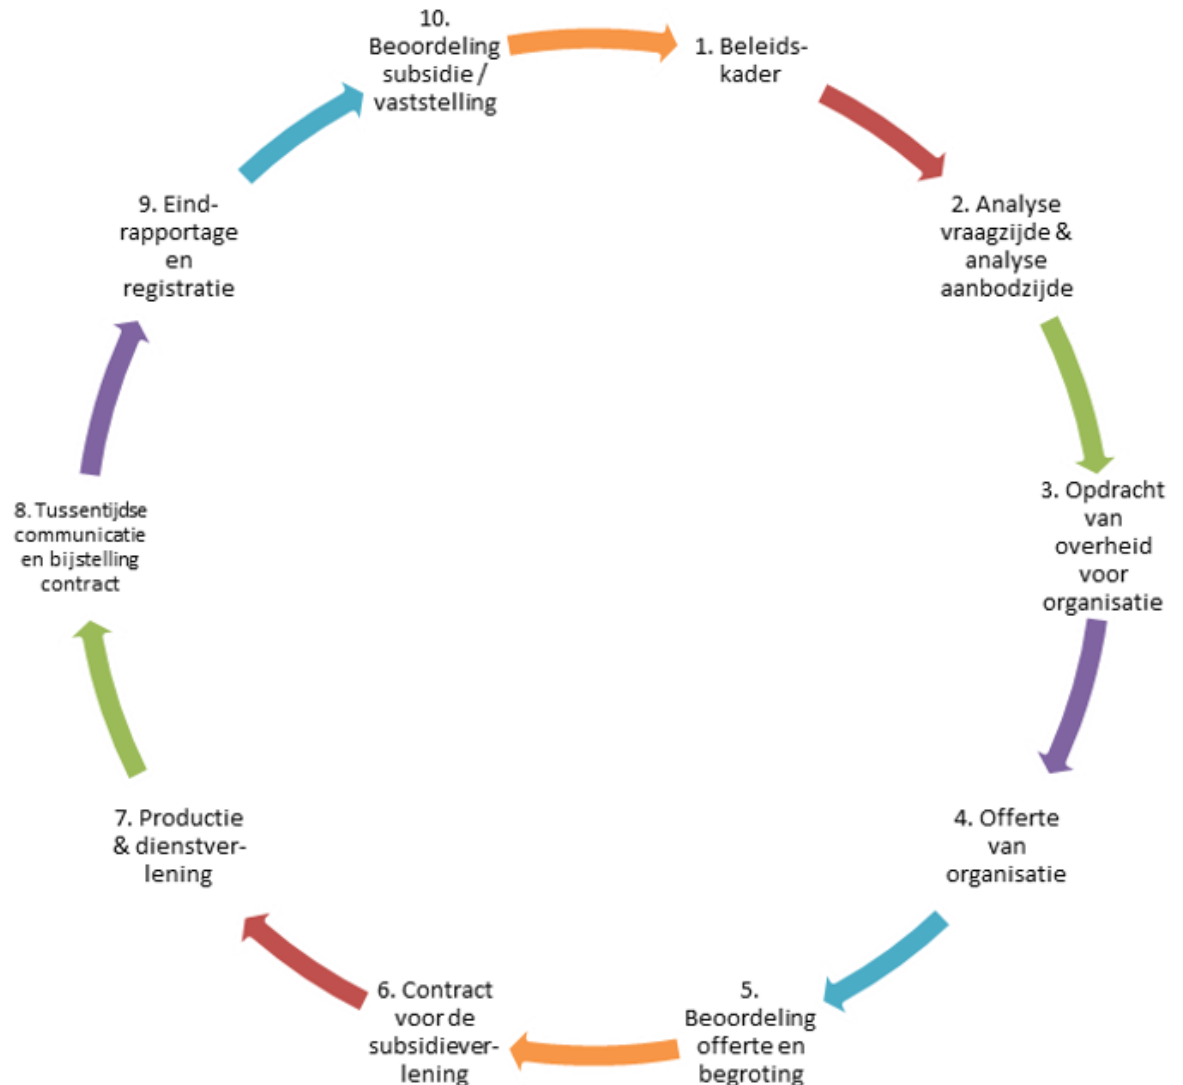 10.
Beoordeling
subsidie /
vaststelling
1. Beleids-
kader
2. Analyse
vraagzijde &
analyse
aanbodzijde
3. Opdracht
van
overheid
voor
organisatie
4. Offerte
van
organisatie
5.
Beoordeling
offerte en
begroting
6. Contract
voor de
subsidiever-
lening
7. Productie
& dienstver-
lening
8. Tussentijdse
communicatie
en bijstelling
contract
9. Eind-
rapportage
en
registratie